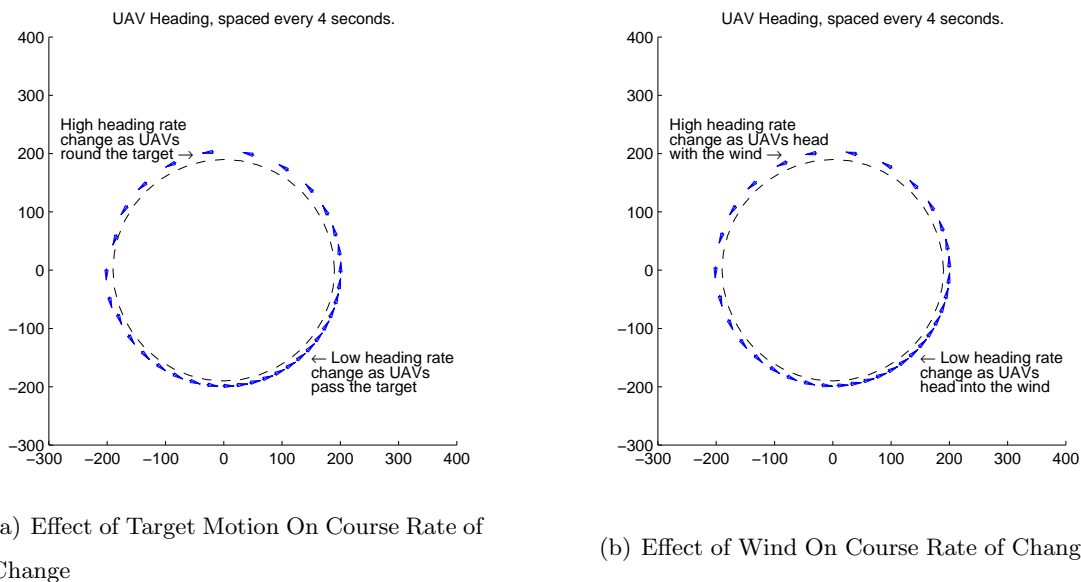 UAV Heading, spaced every 4 seconds.
400
300
200
100
0
−100
−200
−300
−300 −200 −100 0 100 200 300 400
High heading rate
change as UAVs
round the target →
← Low heading rate
change as UAVs
pass the target
a) Effect of Target Motion On Course Rate of
Change
UAV Heading, spaced every 4 seconds.
400
300
200
100
0
−100
−200
−300
−300 −200 −100 0 100 200 300 400
High heading rate
change as UAVs head
with the wind →
← Low heading rate
change as UAVs
head into the wind
(b) Effect of Wind On Course Rate of Chang